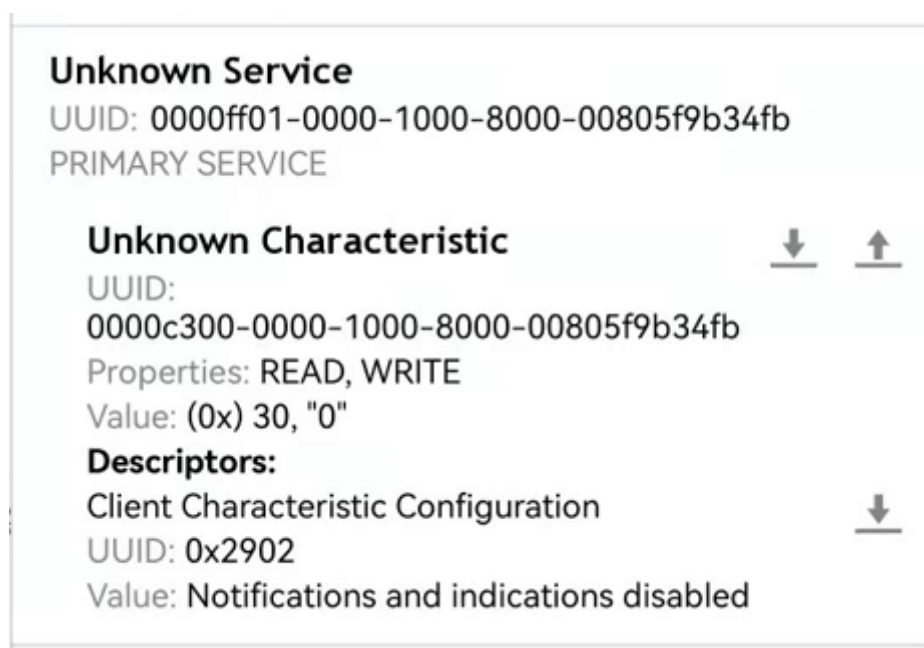 Unknown Service
UUID: 0000ff01-0000-1000-8000-00805f9b34fb
PRIMARY SERVICE
Unknown Characteristic
UUID:
0000c300-0000-1000-8000-00805f9b34fb
Properties: READ, WRITE
Value: (0x) 30, "0"
Descriptors:
Client Characteristic Configuration
UUID: 0x2902
Value: Notifications and indications disabled